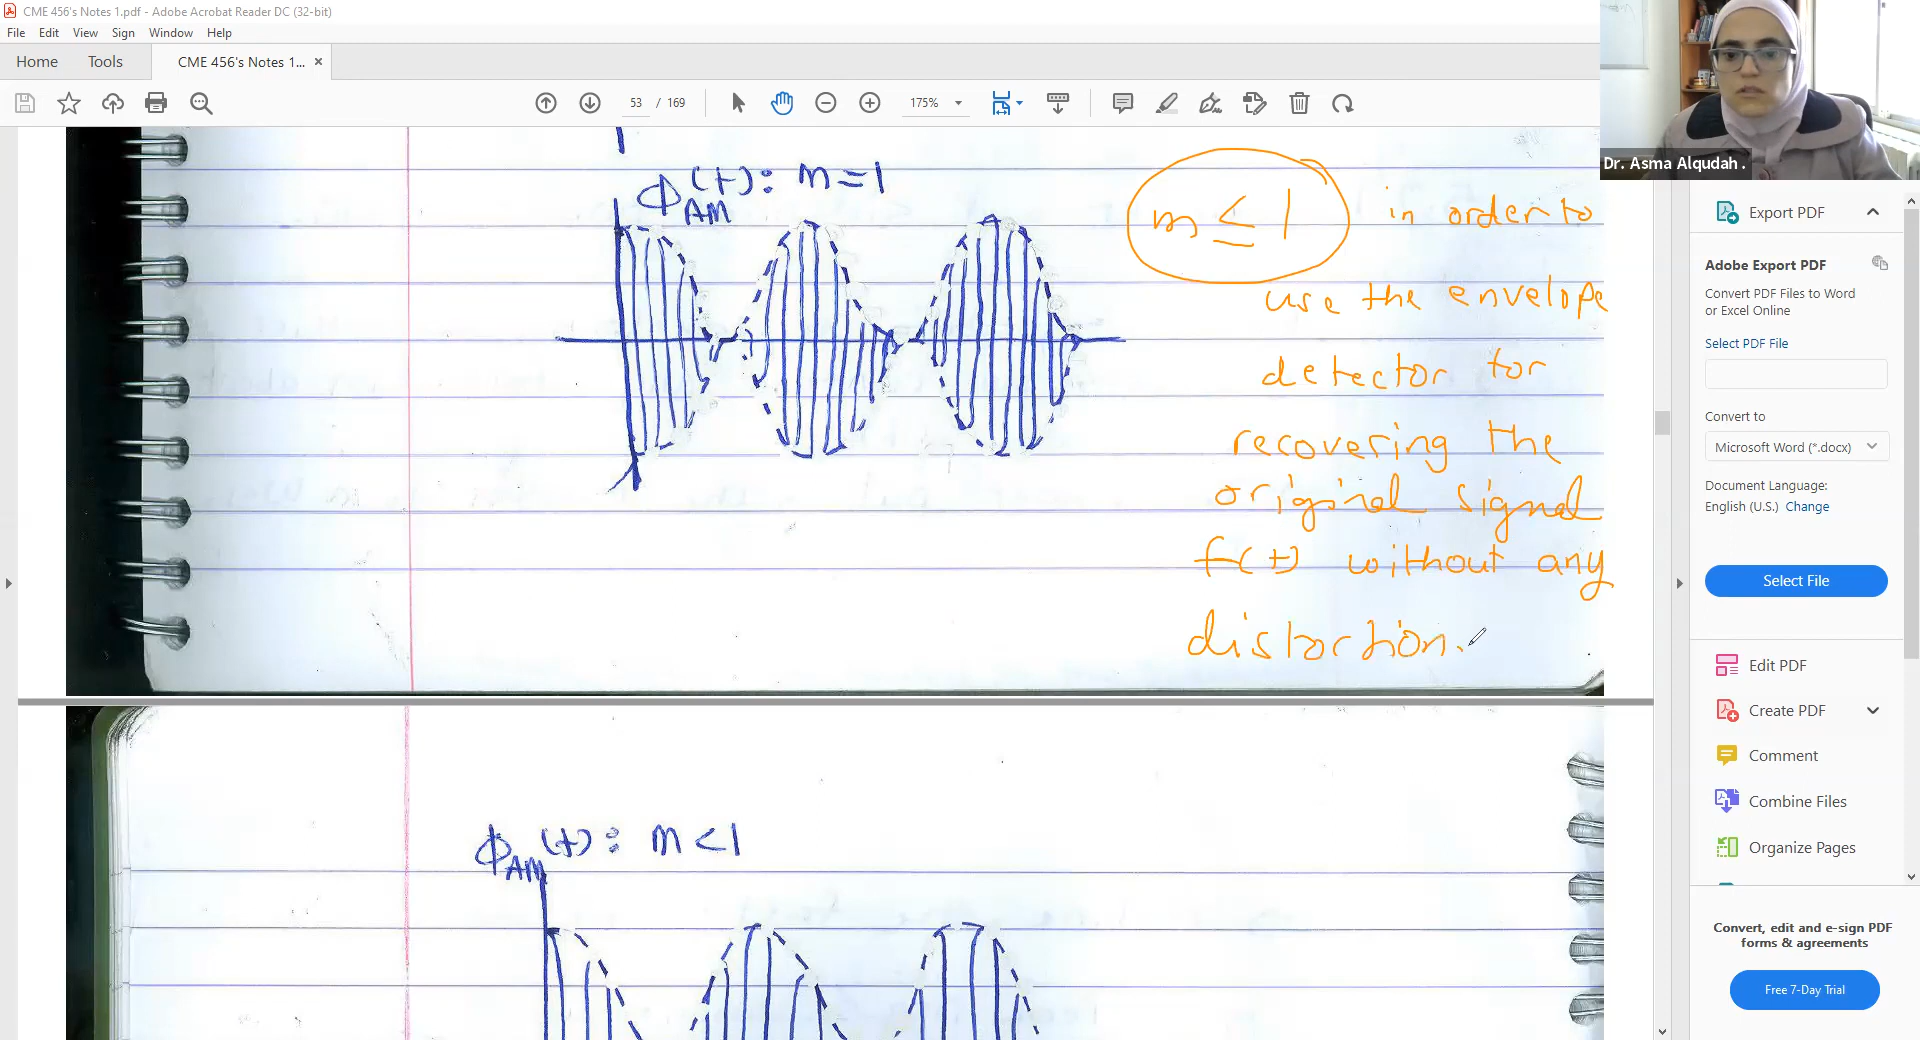 CME 456's Notes 1.pdf - Adobe Acrobat Reader DC (32-bit)
File Edit View Sign Window Help
Home Tools CME 456's Notes 1... ×
53 / 169 175%
Dr. Asma Alqudah .
ϕAM(t): m=1
m ≤ 1 in order to
use the envelope
detector for
recovering the
original signal
f(t) without any
distortion.
ϕAM(t): m<1
Export PDF
Adobe Export PDF
Convert PDF Files to Word
or Excel Online
Select PDF File
Convert to
Microsoft Word (*.docx)
Document Language:
English (U.S.) Change
Select File
Edit PDF
Create PDF
Comment
Combine Files
Organize Pages
Convert, edit and e-sign PDF
forms & agreements
Free 7-Day Trial